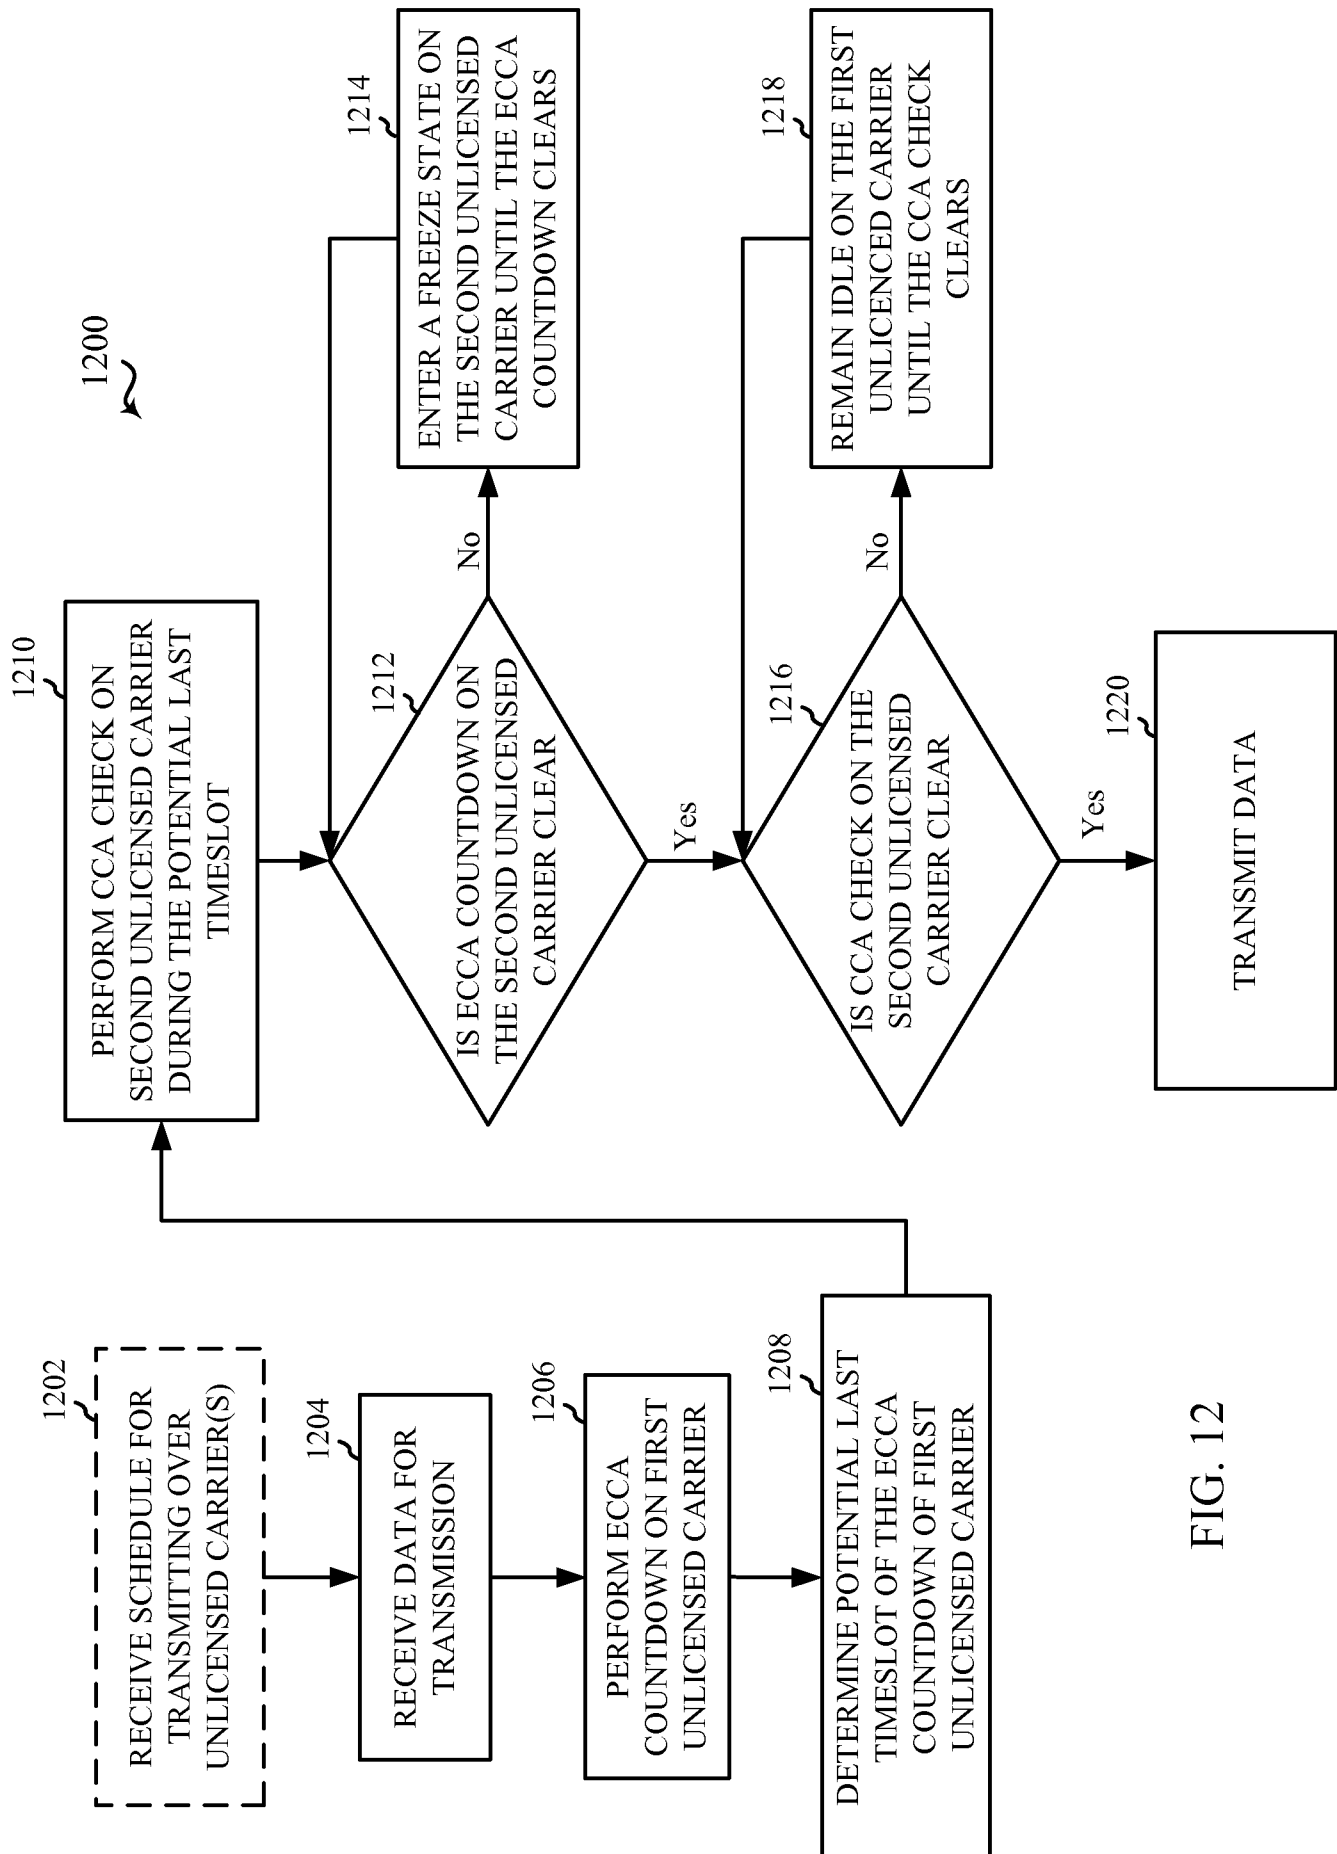 1200
1202
RECEIVE SCHEDULE FOR
TRANSMITTING OVER
UNLICENSED CARRIER(S)
1204
RECEIVE DATA FOR
TRANSMISSION
1206
PERFORM ECCA
COUNTDOWN ON FIRST
UNLICENSED CARRIER
1208
DETERMINE POTENTIAL LAST
TIMESLOT OF THE ECCA
COUNTDOWN OF FIRST
UNLICENSED CARRIER
1210
PERFORM CCA CHECK ON
SECOND UNLICENSED CARRIER
DURING THE POTENTIAL LAST
TIMESLOT
1212
IS ECCA COUNTDOWN ON
THE SECOND UNLICENSED
CARRIER CLEAR
No
1214
ENTER A FREEZE STATE ON
THE SECOND UNLICENSED
CARRIER UNTIL THE ECCA
COUNTDOWN CLEARS
Yes
1216
IS CCA CHECK ON THE
SECOND UNLICENSED
CARRIER CLEAR
No
1218
REMAIN IDLE ON THE FIRST
UNLICENCED CARRIER
UNTIL THE CCA CHECK
CLEARS
Yes
1220
TRANSMIT DATA
FIG. 12